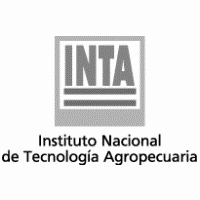 INTA
Instituto Nacional
de Tecnología Agropecuaria